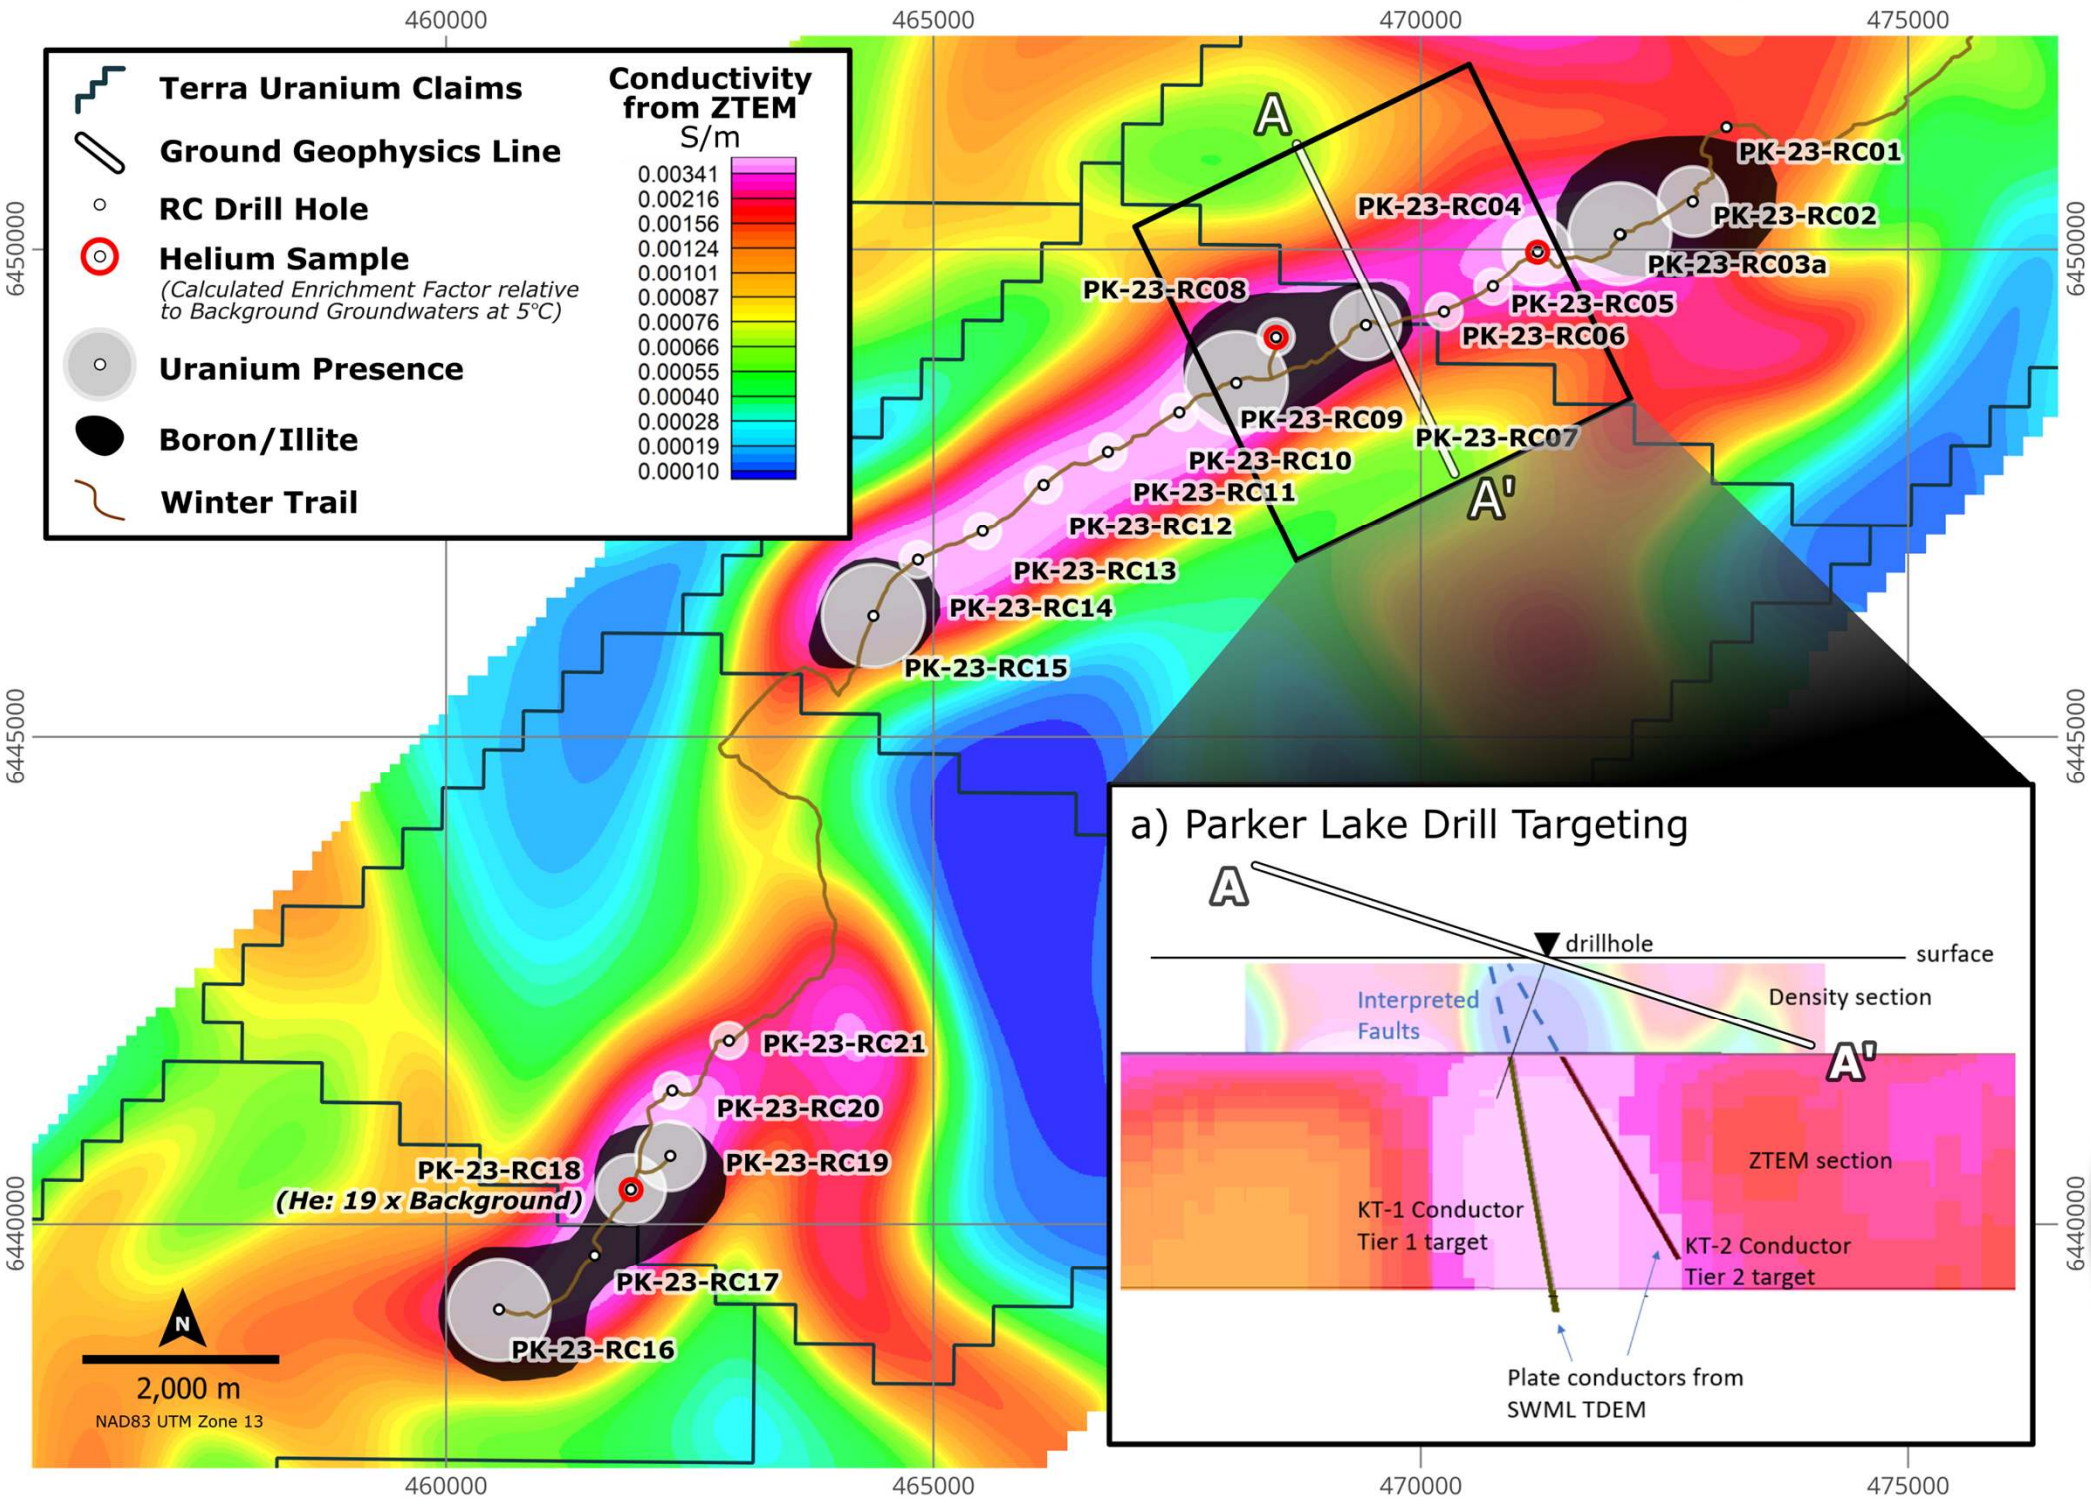 460000
465000
470000
475000
Terra Uranium Claims
Ground Geophysics Line
RC Drill Hole
Helium Sample
(Calculated Enrichment Factor relative
to Background Groundwaters at 5°C)
Uranium Presence
Boron/Illite
Winter Trail
Conductivity
from ZTEM
S/m
0.00341
0.00216
0.00156
0.00124
0.00101
0.00087
0.00076
0.00066
0.00055
0.00040
0.00028
0.00019
0.00010
6450000
6445000
6440000
A
A'
PK-23-RC01
PK-23-RC02
PK-23-RC03a
PK-23-RC04
PK-23-RC05
PK-23-RC06
PK-23-RC08
PK-23-RC09
PK-23-RC07
PK-23-RC10
PK-23-RC11
PK-23-RC12
PK-23-RC13
PK-23-RC14
PK-23-RC15
PK-23-RC21
PK-23-RC20
PK-23-RC19
PK-23-RC18
(He: 19 x Background)
PK-23-RC17
PK-23-RC16
N
2,000 m
NAD83 UTM Zone 13
a) Parker Lake Drill Targeting
A
drillhole
surface
Interpreted
Faults
Density section
A'
ZTEM section
KT-1 Conductor
Tier 1 target
KT-2 Conductor
Tier 2 target
Plate conductors from
SWML TDEM
6450000
6445000
6440000
460000
465000
470000
475000